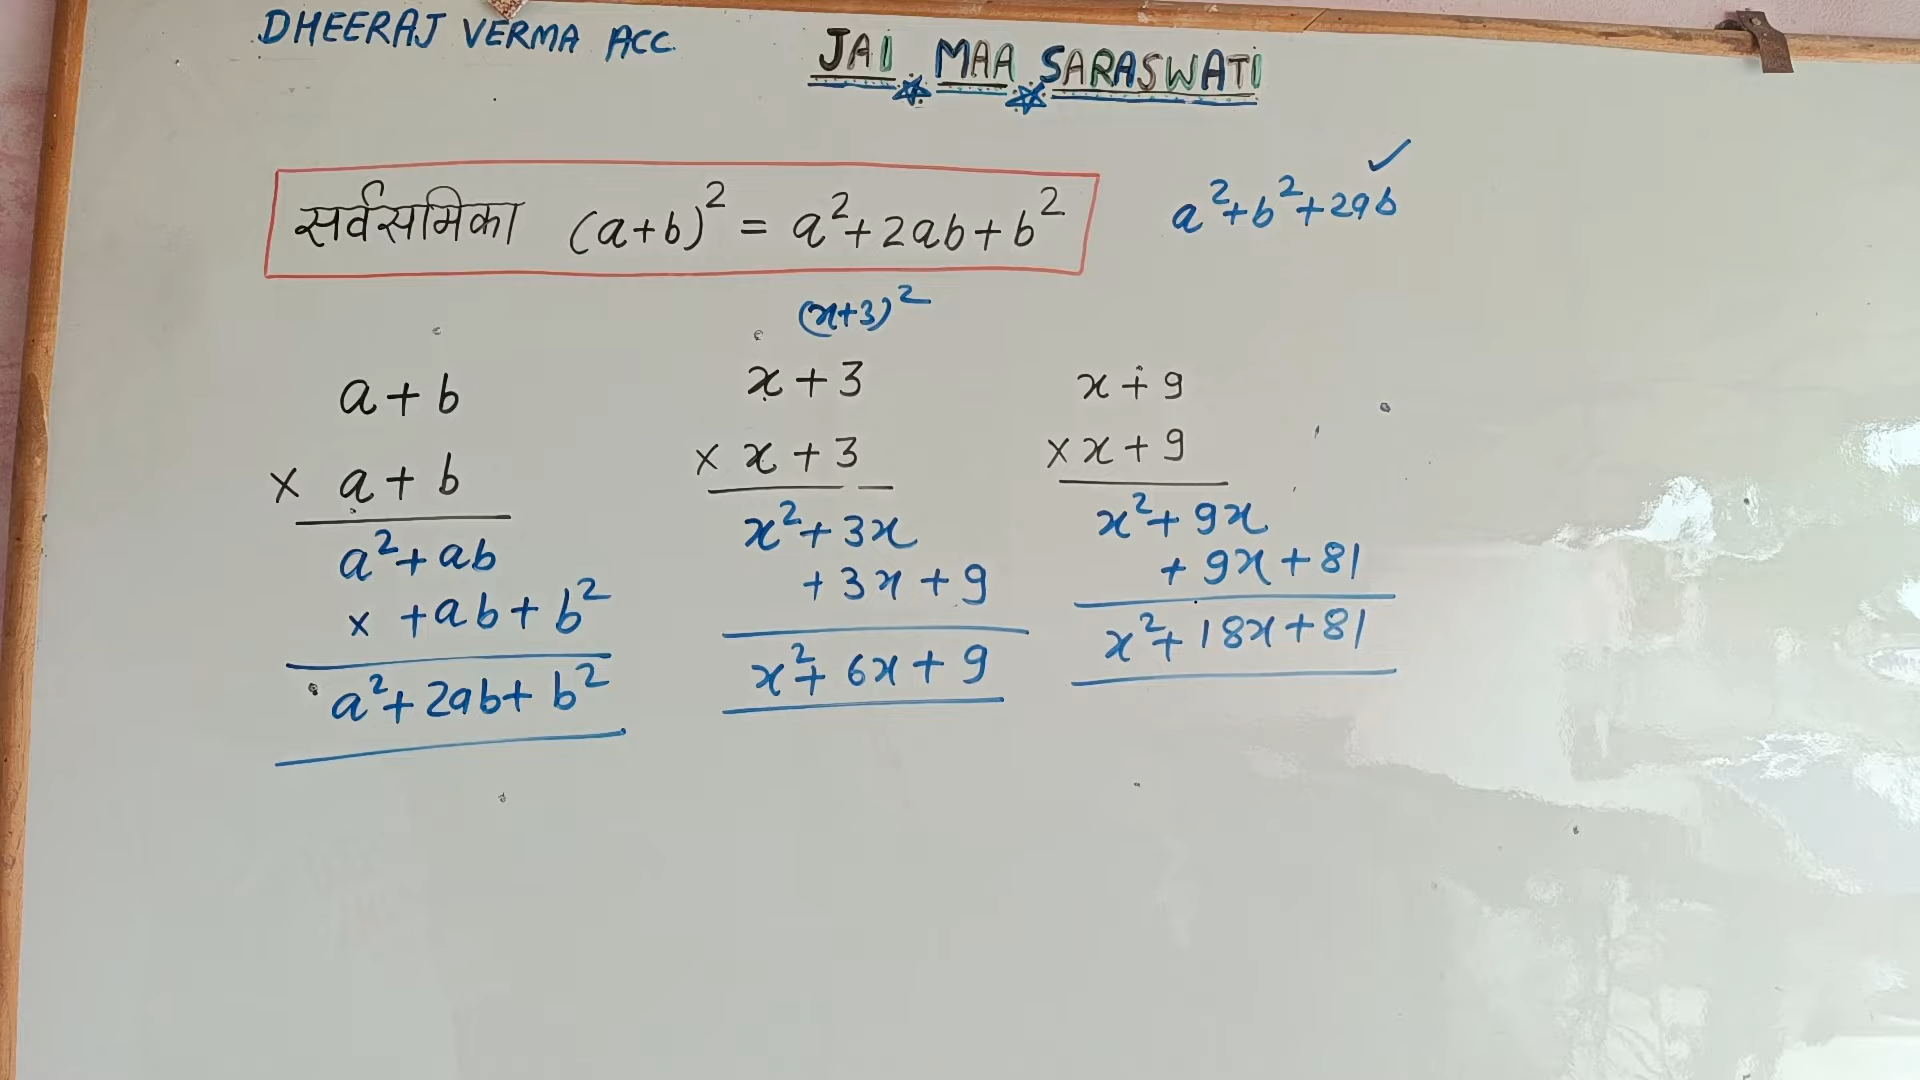 DHEERAJ VERMA ACC.
JAI MAA SARASWATI
सर्वसमिका (a+b)² = a²+2ab+b²
a²+b²+2ab ✓
a+b
× a+b
a²+ab
× +ab+b²
a²+2ab+b²
(x+3)²
x+3
× x+3
x²+3x
+3x+9
x²+6x+9
x+9
× x+9
x²+9x
+9x+81
x²+18x+81